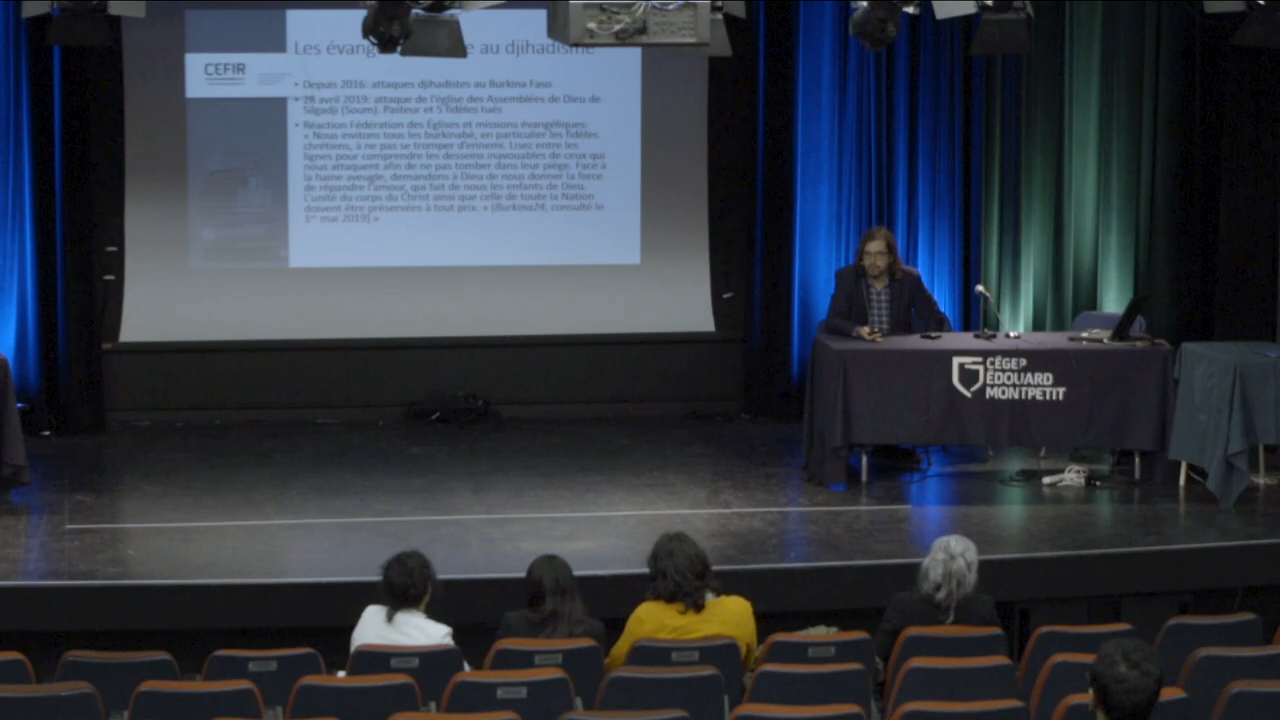 Les évang e au djihadisme
CEFIR
• Depuis 2016: attaques djihadistes au Burkina Faso
• 28 avril 2019: attaque de l'église des Assemblées de Dieu de
Silgadji (Soum). Pasteur et 5 fidèles tués
• Réaction Fédération des Églises et missions évangéliques:
« Nous invitons tous les burkinabé, en particulier les fidèles
chrétiens, à ne pas se tromper d'ennemi. Lisez entre les
lignes pour comprendre les desseins inavouables de ceux qui
nous attaquent afin de ne pas tomber dans leur piège. Face à
la haine aveugle, demandons à Dieu de nous donner la force
de répandre l'amour, qui fait de nous les enfants de Dieu.
L'unité du corps du Christ ainsi que celle de toute la Nation
doivent être préservées à tout prix. » (Burkina24, consulté le
1er mai 2019) »
CÉGEP
ÉDOUARD
MONTPETIT